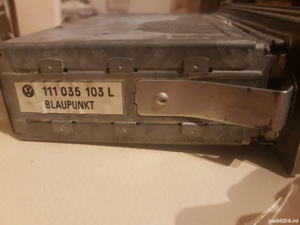 111 035 103 L
BLAUPUNKT
publi24.ro